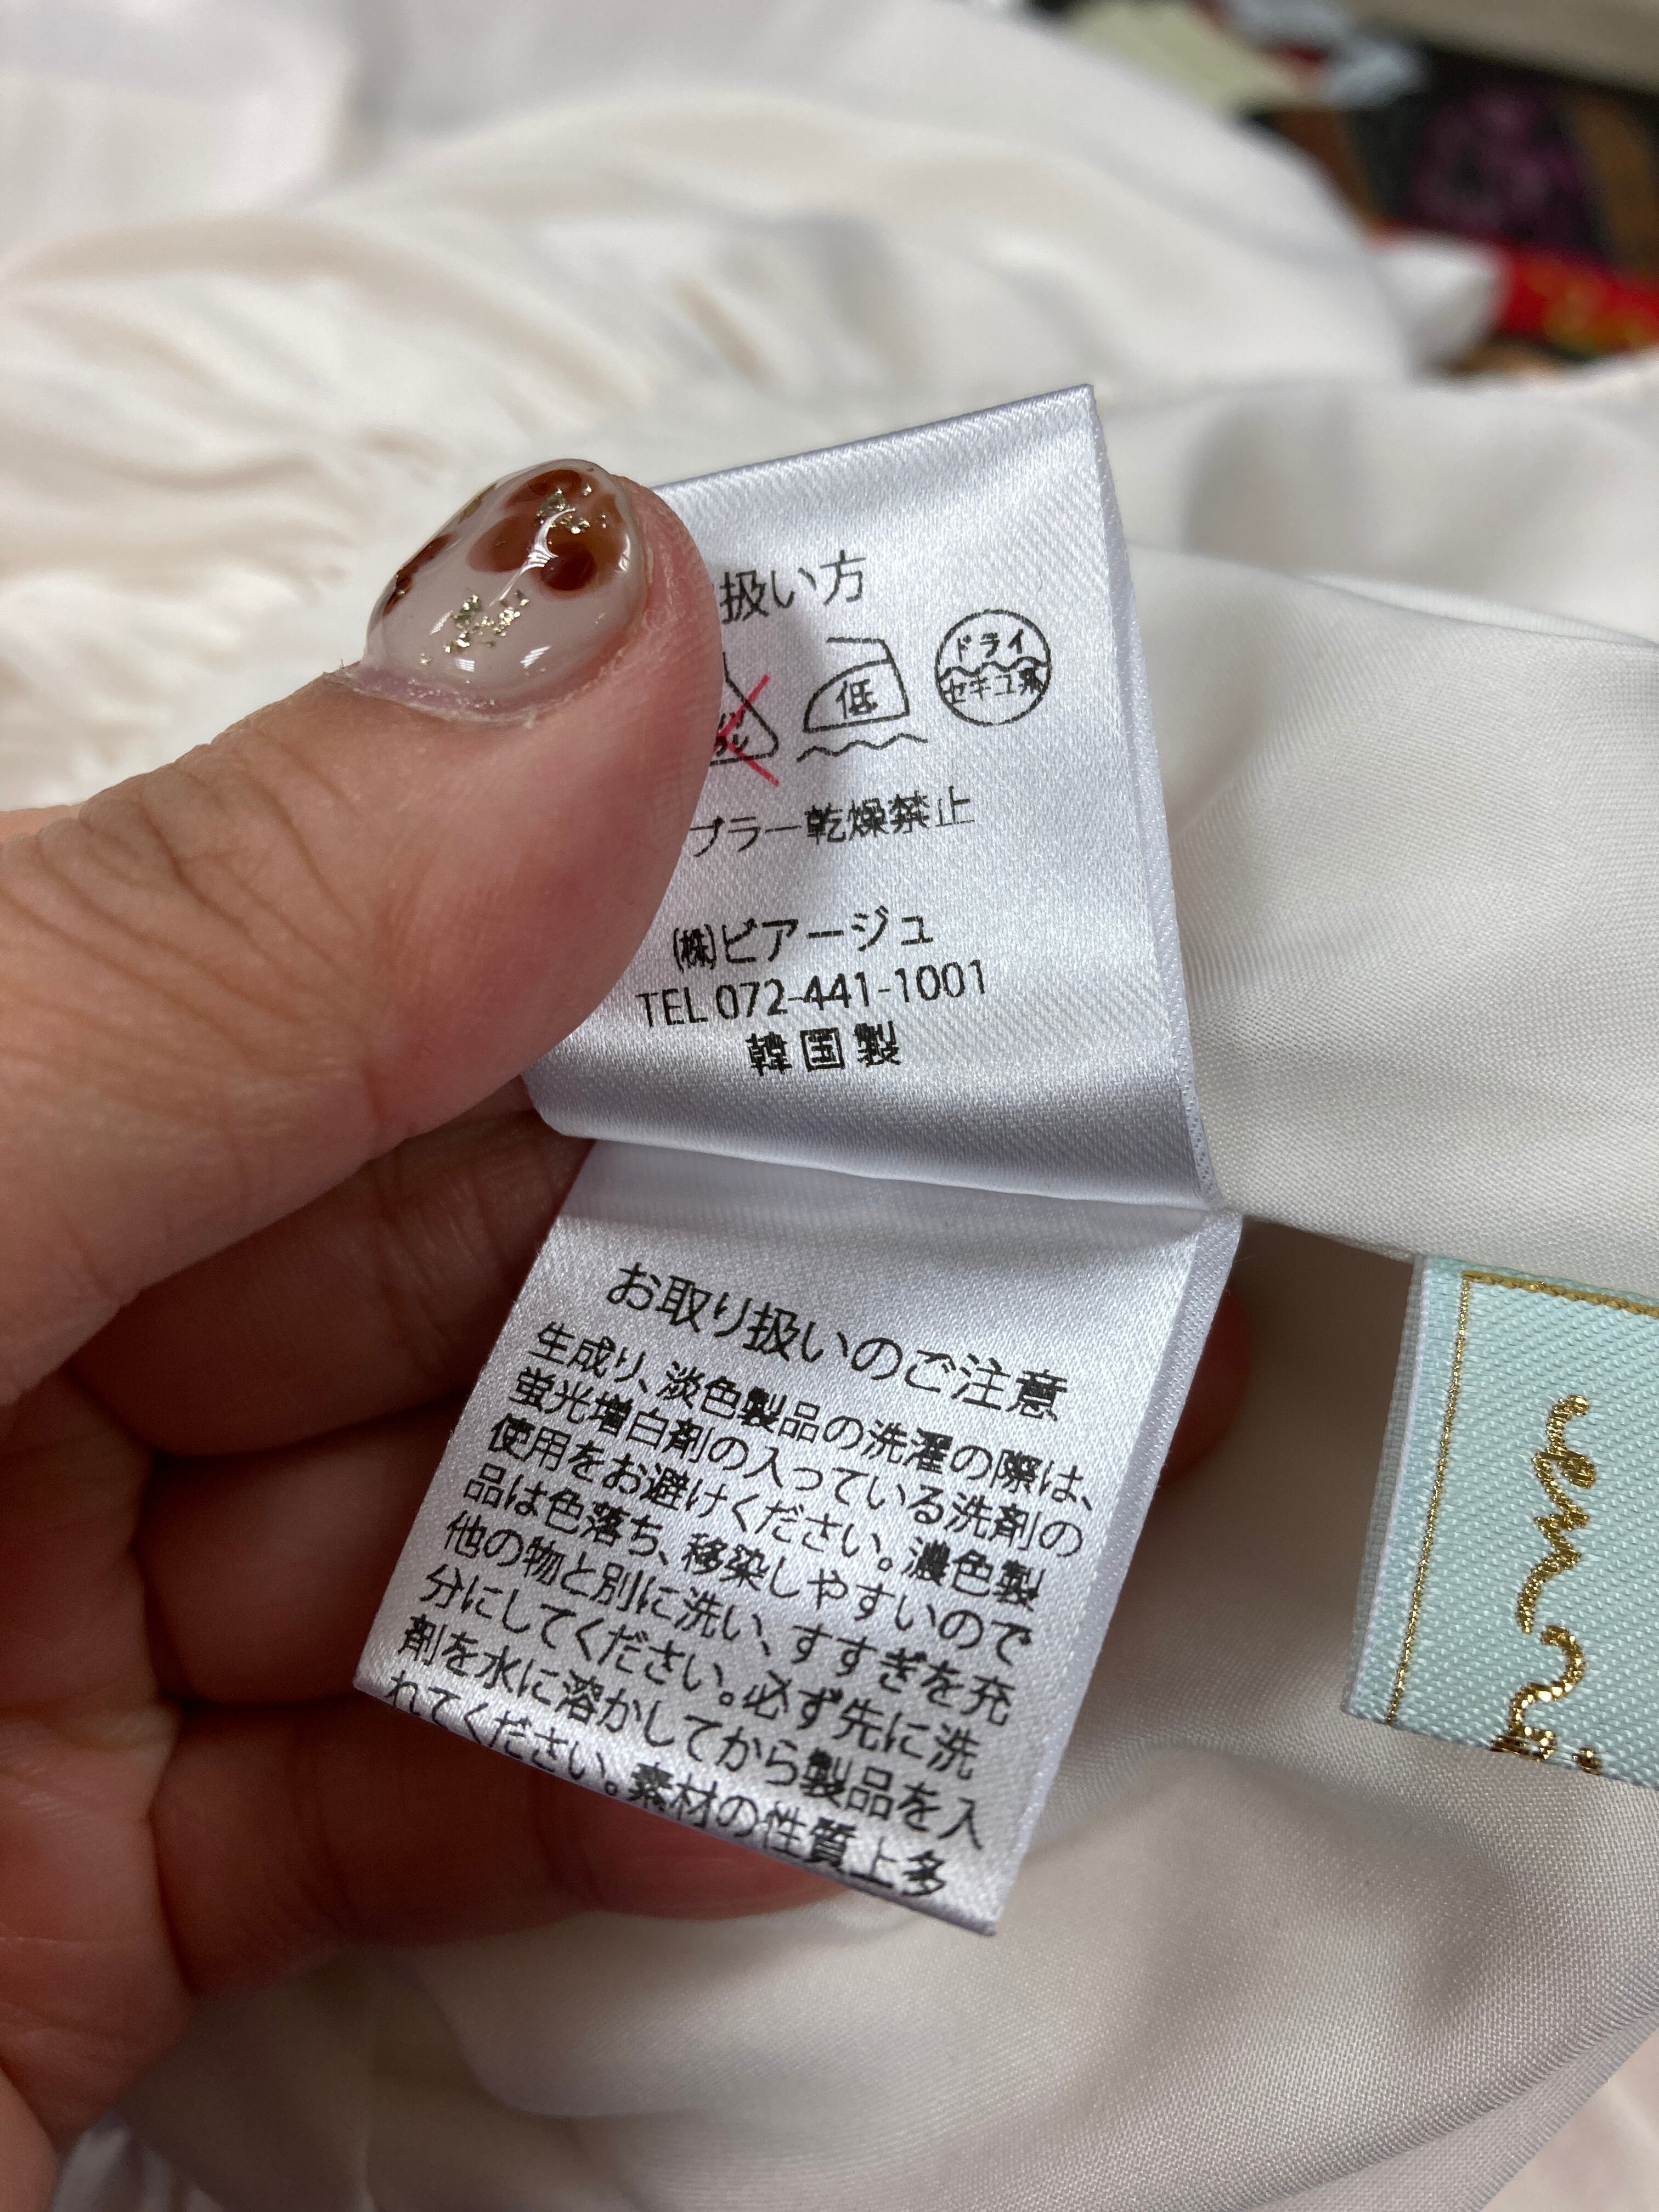 扱い方
低
ドライ
セキユ系
ブラー乾燥禁止
㈱ビアージュ
TEL 072-441-1001
韓国製
お取り扱いのご注意
生成り、淡色製品の洗濯の際は、
蛍光増白剤の入っている洗剤の
使用をお避けください。濃色製
品は色落ち、移染しやすいので
他の物と別に洗い、すすぎを充
分にしてください。必ず先に洗
剤を水に溶かしてから製品を入
れてください。素材の性質上多